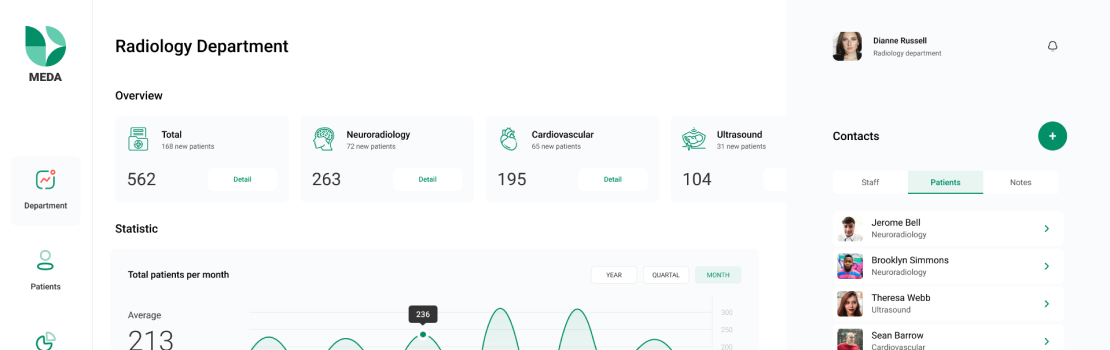 MEDA
Department
Patients
Radiology Department
Overview
Total
168 new patients
562
Detail
Neuroradiology
72 new patients
263
Detail
Cardiovascular
65 new patients
195
Detail
Ultrasound
31 new patients
104
Statistic
Total patients per month
YEAR
QUARTAL
MONTH
Average
213
236
300
250
200
Dianne Russell
Radiology department
Contacts
+
Staff
Patients
Notes
Jerome Bell
Neuroradiology
Brooklyn Simmons
Neuroradiology
Theresa Webb
Ultrasound
Sean Barrow
Cardiovascular